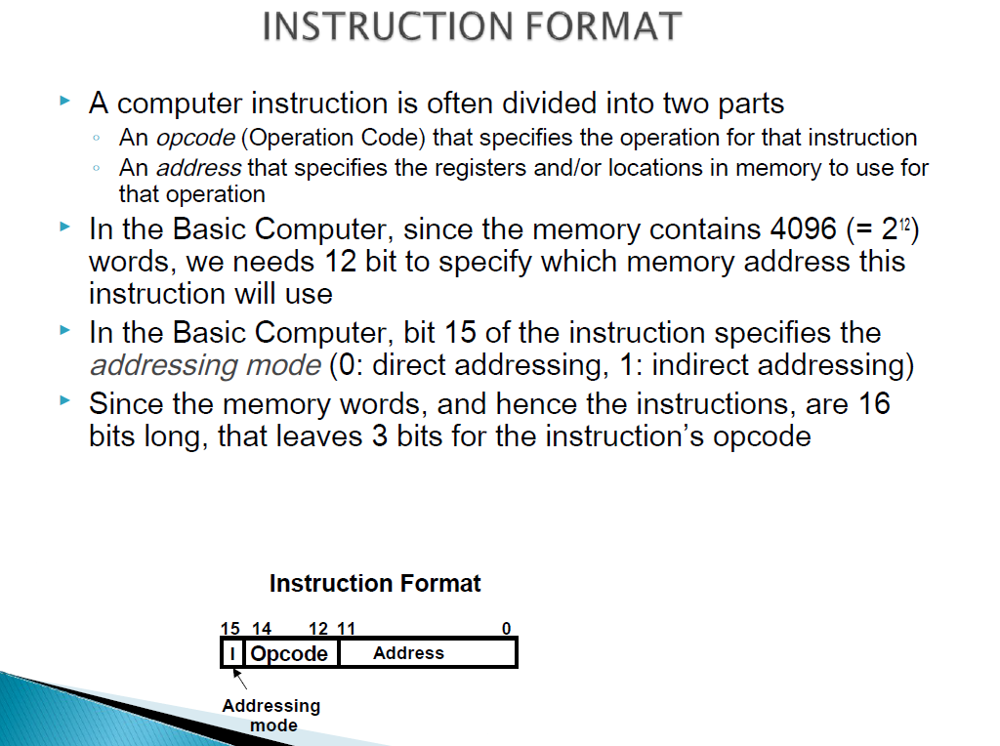 INSTRUCTION FORMAT
A computer instruction is often divided into two parts
An opcode (Operation Code) that specifies the operation for that instruction
An address that specifies the registers and/or locations in memory to use for
that operation
In the Basic Computer, since the memory contains 4096 (= 2¹²)
words, we needs 12 bit to specify which memory address this
instruction will use
In the Basic Computer, bit 15 of the instruction specifies the
addressing mode (0: direct addressing, 1: indirect addressing)
Since the memory words, and hence the instructions, are 16
bits long, that leaves 3 bits for the instruction’s opcode
Instruction Format
15 14 12 11 0
I Opcode Address
Addressing
mode